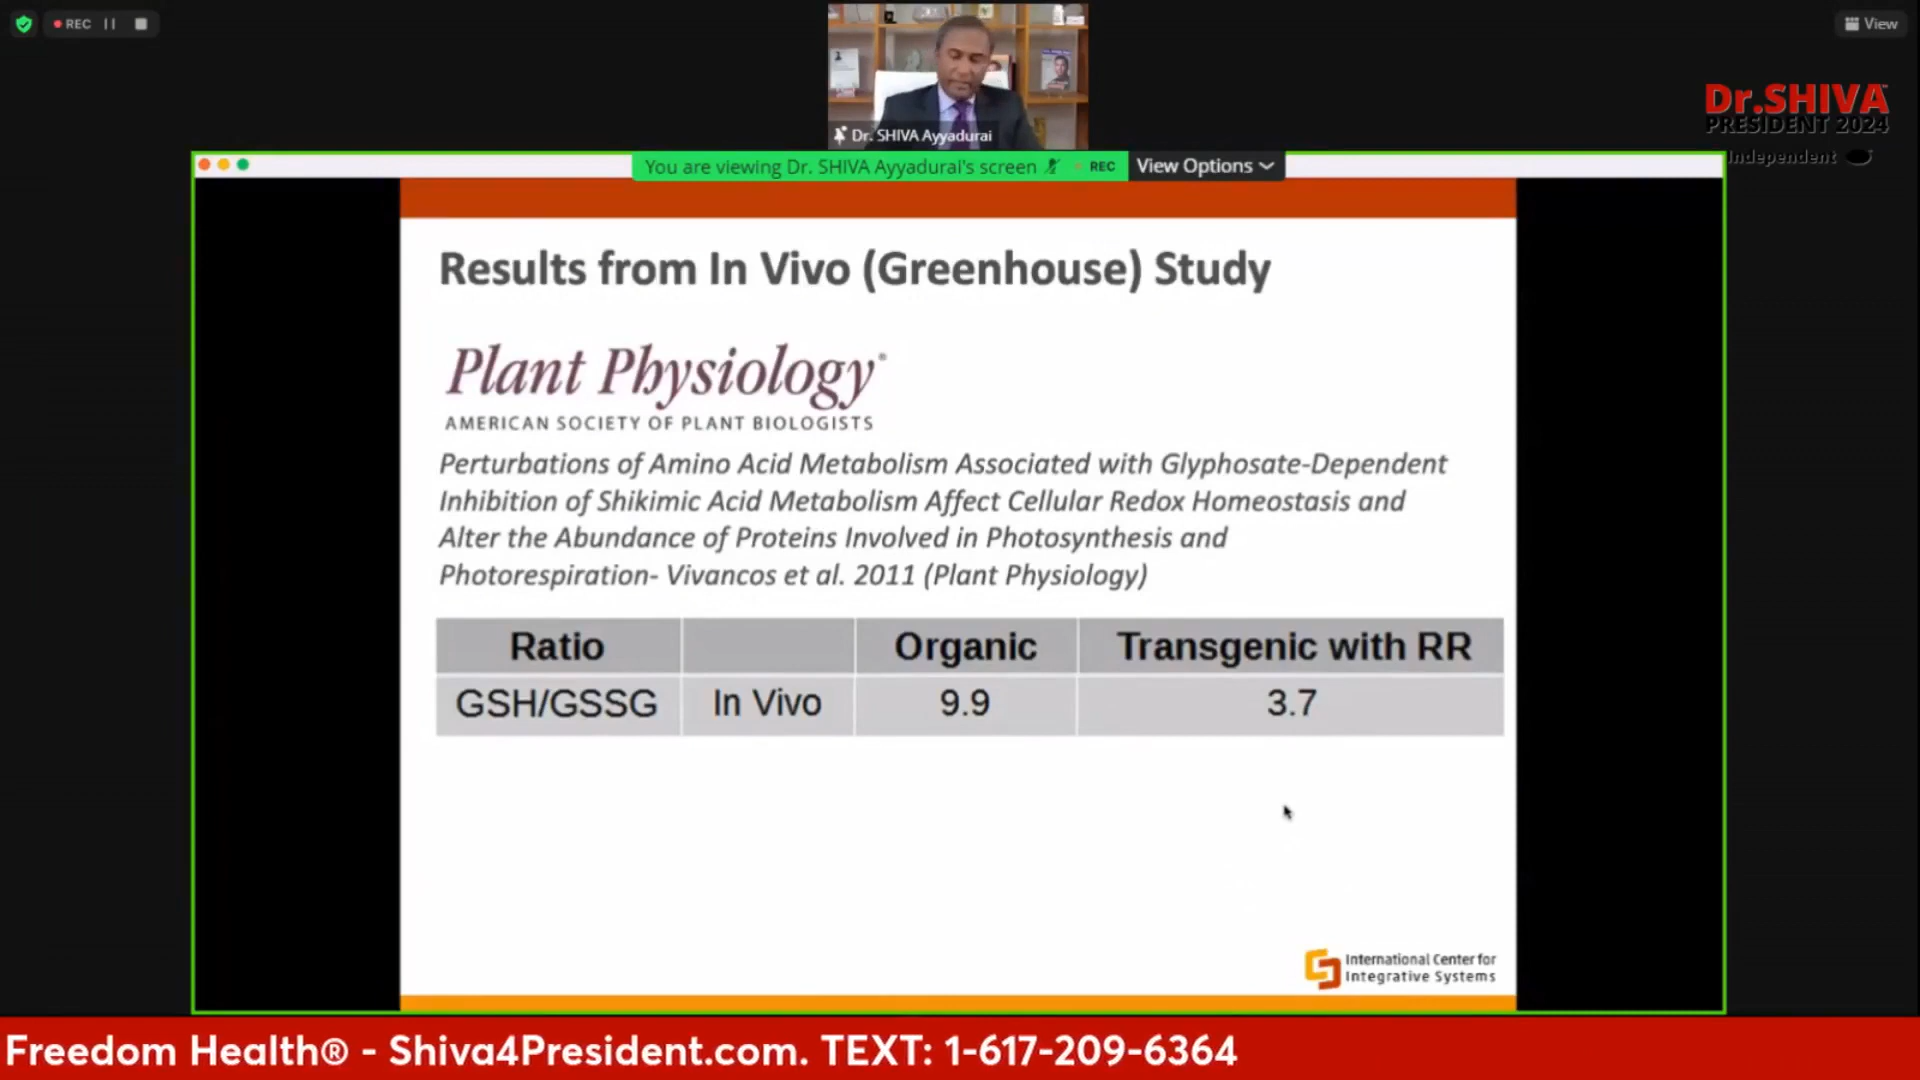 REC
View
Dr. SHIVA Ayyadurai
Dr.SHIVA
PRESIDENT 2024
Independent
You are viewing Dr. SHIVA Ayyadurai's screen REC View Options
Results from In Vivo (Greenhouse) Study
Plant Physiology®
AMERICAN SOCIETY OF PLANT BIOLOGISTS
Perturbations of Amino Acid Metabolism Associated with Glyphosate-Dependent
Inhibition of Shikimic Acid Metabolism Affect Cellular Redox Homeostasis and
Alter the Abundance of Proteins Involved in Photosynthesis and
Photorespiration- Vivancos et al. 2011 (Plant Physiology)
Ratio Organic Transgenic with RR
GSH/GSSG In Vivo 9.9 3.7
International Center for
Integrative Systems
Freedom Health® - Shiva4President.com. TEXT: 1-617-209-6364